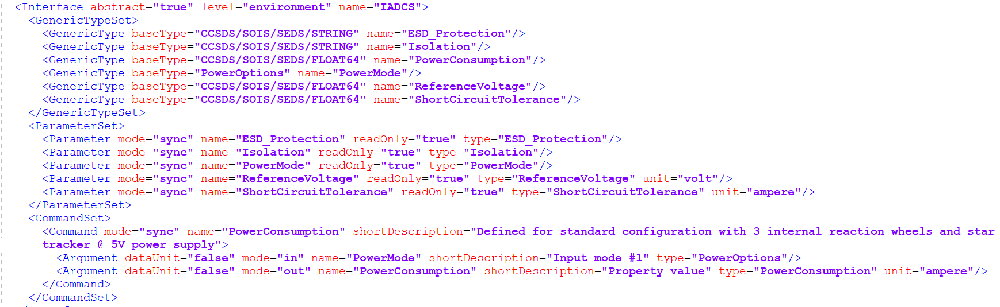 <Interface abstract="true" level="environment" name="IADCS">
<GenericTypeSet>
<GenericType baseType="CCSDS/SOIS/SEDS/STRING" name="ESD_Protection"/>
<GenericType baseType="CCSDS/SOIS/SEDS/STRING" name="Isolation"/>
<GenericType baseType="CCSDS/SOIS/SEDS/FLOAT64" name="PowerConsumption"/>
<GenericType baseType="PowerOptions" name="PowerMode"/>
<GenericType baseType="CCSDS/SOIS/SEDS/FLOAT64" name="ReferenceVoltage"/>
<GenericType baseType="CCSDS/SOIS/SEDS/FLOAT64" name="ShortCircuitTolerance"/>
</GenericTypeSet>
<ParameterSet>
<Parameter mode="sync" name="ESD_Protection" readOnly="true" type="ESD_Protection"/>
<Parameter mode="sync" name="Isolation" readOnly="true" type="Isolation"/>
<Parameter mode="sync" name="PowerMode" readOnly="true" type="PowerMode"/>
<Parameter mode="sync" name="ReferenceVoltage" readOnly="true" type="ReferenceVoltage" unit="volt"/>
<Parameter mode="sync" name="ShortCircuitTolerance" readOnly="true" type="ShortCircuitTolerance" unit="ampere"/>
</ParameterSet>
<CommandSet>
<Command mode="sync" name="PowerConsumption" shortDescription="Defined for standard configuration with 3 internal reaction wheels and star
tracker @ 5V power supply">
<Argument dataUnit="false" mode="in" name="PowerMode" shortDescription="Input mode #1" type="PowerOptions"/>
<Argument dataUnit="false" mode="out" name="PowerConsumption" shortDescription="Property value" type="PowerConsumption" unit="ampere"/>
</Command>
</CommandSet>